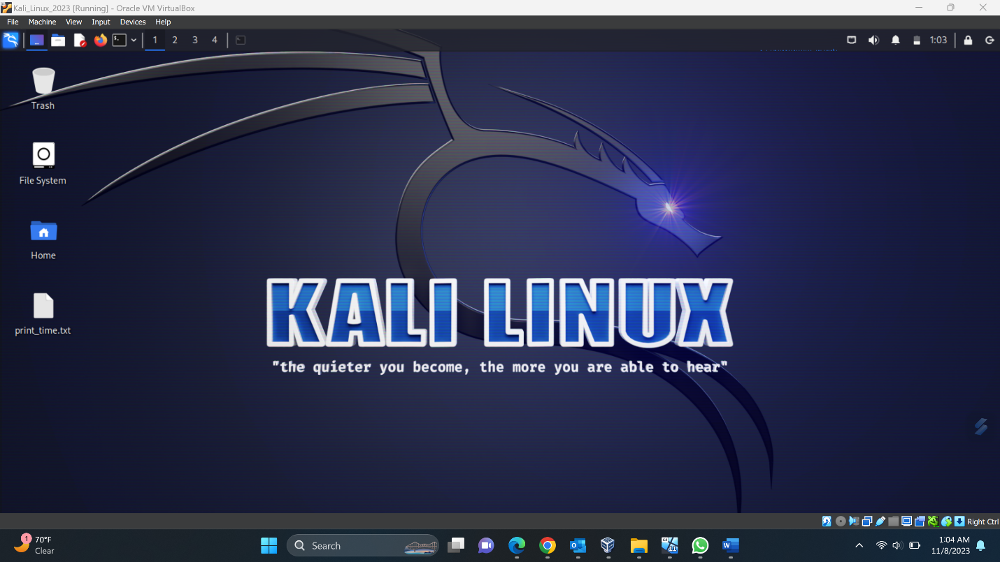 Kali_Linux_2023 [Running] - Oracle VM VirtualBox
File Machine View Input Devices Help
1 2 3 4
1:03
Trash
File System
Home
print_time.txt
KALI LINUX
"the quieter you become, the more you are able to hear"
Right Ctrl
1
70°F
Clear
Search
64
11
W
1:04 AM
11/8/2023